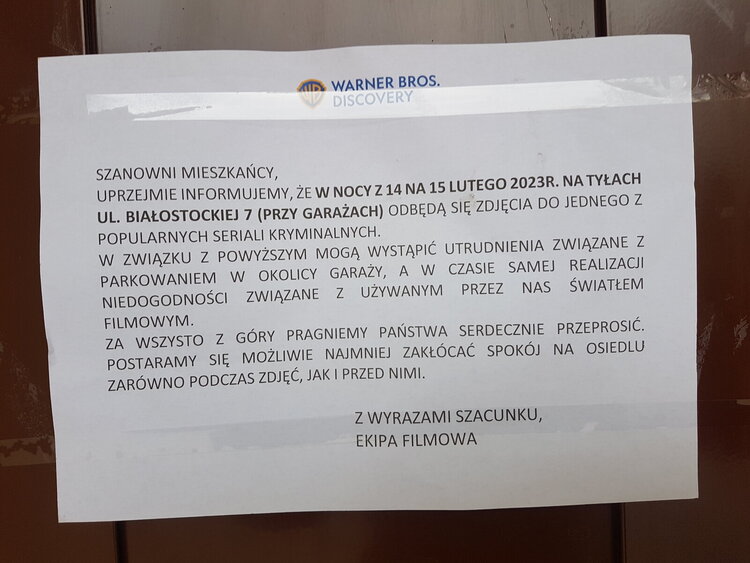 WARNER BROS.
DISCOVERY
SZANOWNI MIESZKAŃCY,
UPRZEJMIE INFORMUJEMY, ŻE W NOCY Z 14 NA 15 LUTEGO 2023R. NA TYŁACH
UL. BIAŁOSTOCKIEJ 7 (PRZY GARAŻACH) ODBĘDĄ SIĘ ZDJĘCIA DO JEDNEGO Z
POPULARNYCH SERIALI KRYMINALNYCH.
W ZWIĄZKU Z POWYŻSZYM MOGĄ WYSTĄPIĆ UTRUDNIENIA ZWIĄZANE Z
PARKOWANIEM W OKOLICY GARAŻY, A W CZASIE SAMEJ REALIZACJI
NIEDOGODNOŚCI ZWIĄZANE Z UŻYWANYM PRZEZ NAS ŚWIATŁEM
FILMOWYM.
ZA WSZYSTO Z GÓRY PRAGNIEMY PAŃSTWA SERDECZNIE PRZEPROSIĆ.
POSTARAMY SIĘ MOŻLIWIE NAJMNIEJ ZAKŁÓCAĆ SPOKÓJ NA OSIEDLU
ZARÓWNO PODCZAS ZDJĘĆ, JAK I PRZED NIMI.
Z WYRAZAMI SZACUNKU,
EKIPA FILMOWA